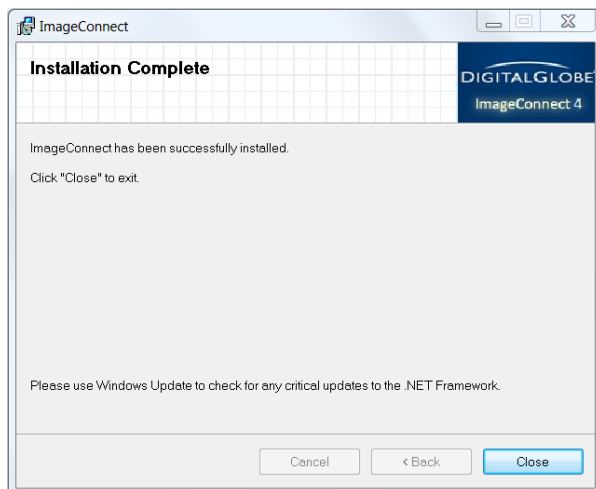 ImageConnect
Installation Complete
DIGITALGLOBE
ImageConnect 4
ImageConnect has been successfully installed.
Click "Close" to exit.
Please use Windows Update to check for any critical updates to the .NET Framework.
Cancel
< Back
Close